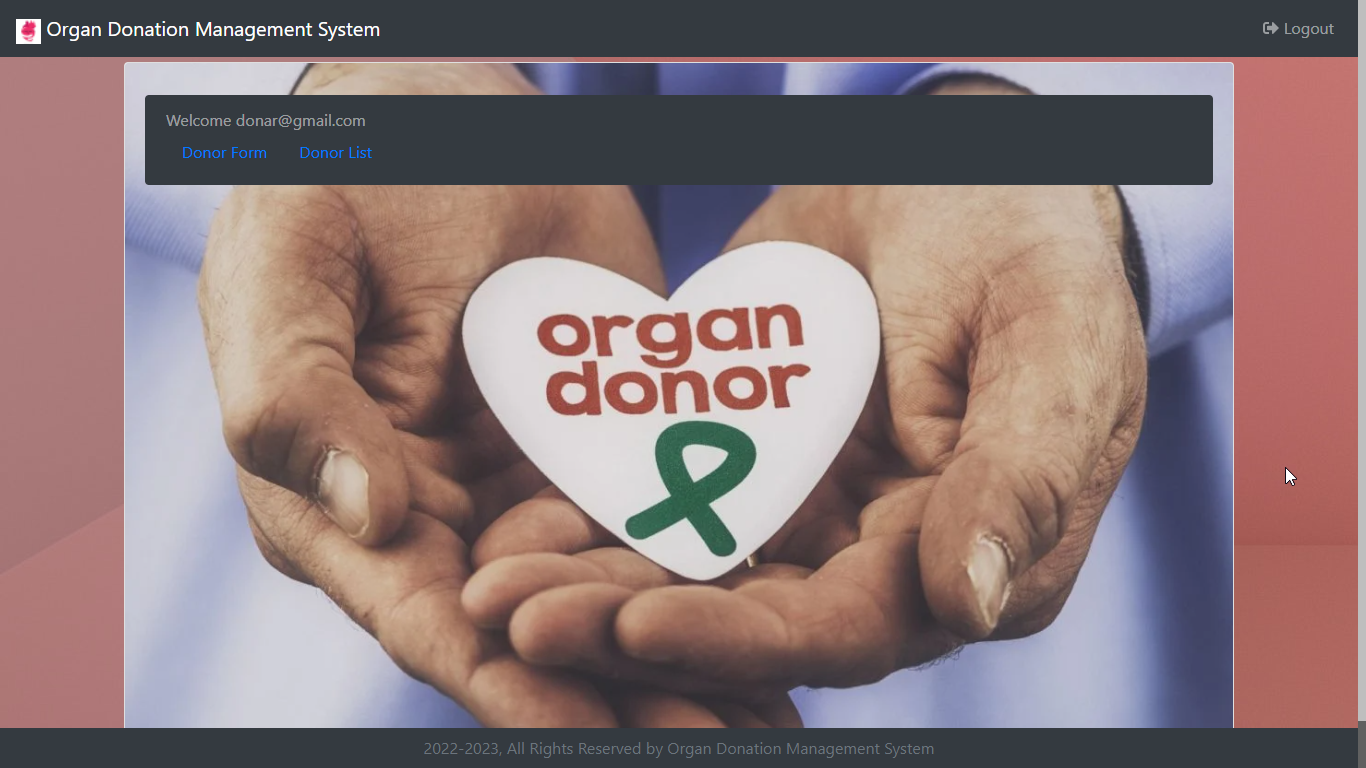 Organ Donation Management System
Logout
Welcome donar@gmail.com
Donor Form Donor List
organ
donor
2022-2023, All Rights Reserved by Organ Donation Management System